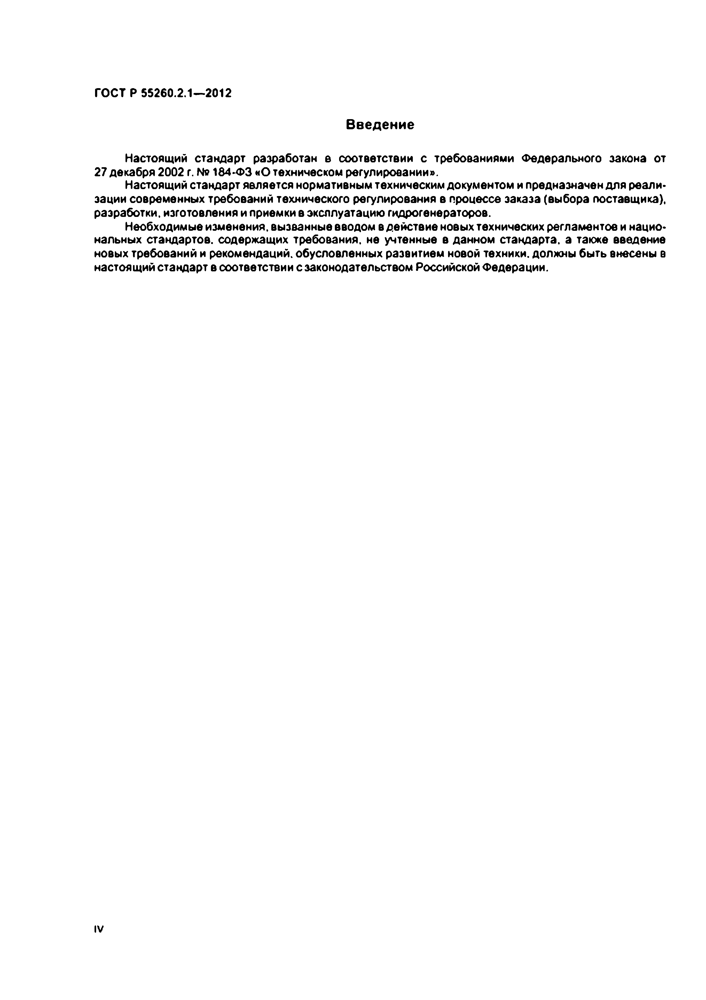 ГОСТ Р 55260.2.1—2012
Введение
Настоящий стандарт разработан в соответствии с требованиями Федерального закона от
27 декабря 2002 г. № 184-ФЗ «О техническом регулировании».
Настоящий стандарт является нормативным техническим документом и предназначен для реали-
зации современных требований технического регулирования в процессе заказа (выбора поставщика),
разработки, изготовления и приемки в эксплуатацию гидрогенераторов.
Необходимые изменения, вызванные вводом в действие новых технических регламентов и нацио-
нальных стандартов, содержащих требования, не учтенные в данном стандарта, а также введение
новых требований и рекомендаций, обусловленных развитием новой техники, должны быть внесены в
настоящий стандарт в соответствии с законодательством Российской Федерации.
IV